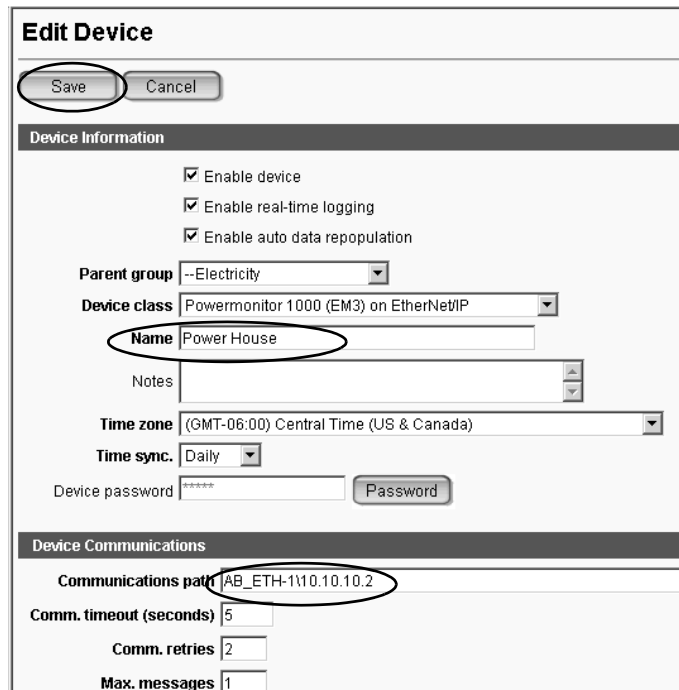 Edit Device
Save Cancel
Device Information
Enable device
Enable real-time logging
Enable auto data repopulation
Parent group --Electricity
Device class Powermonitor 1000 (EM3) on EtherNet/IP
Name Power House
Notes
Time zone (GMT-06:00) Central Time (US & Canada)
Time sync. Daily
Device password ***** Password
Device Communications
Communications path AB_ETH-1\10.10.10.2
Comm. timeout (seconds) 5
Comm. retries 2
Max. messages 1